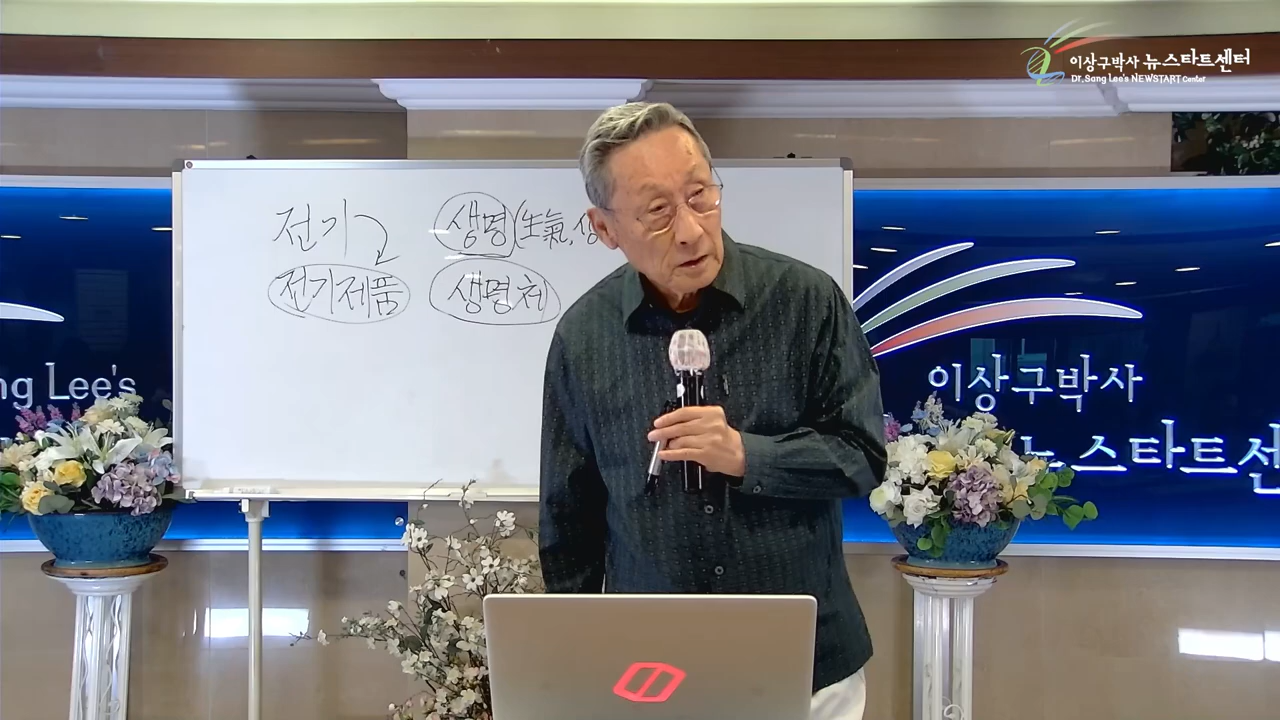 이상구박사 뉴스타트센터
Dr. Sang Lee's NEWSTART Center
전기 생명(生氣, 생
전기제품 생명체
ng Lee's
이상구박사
뉴스타트센